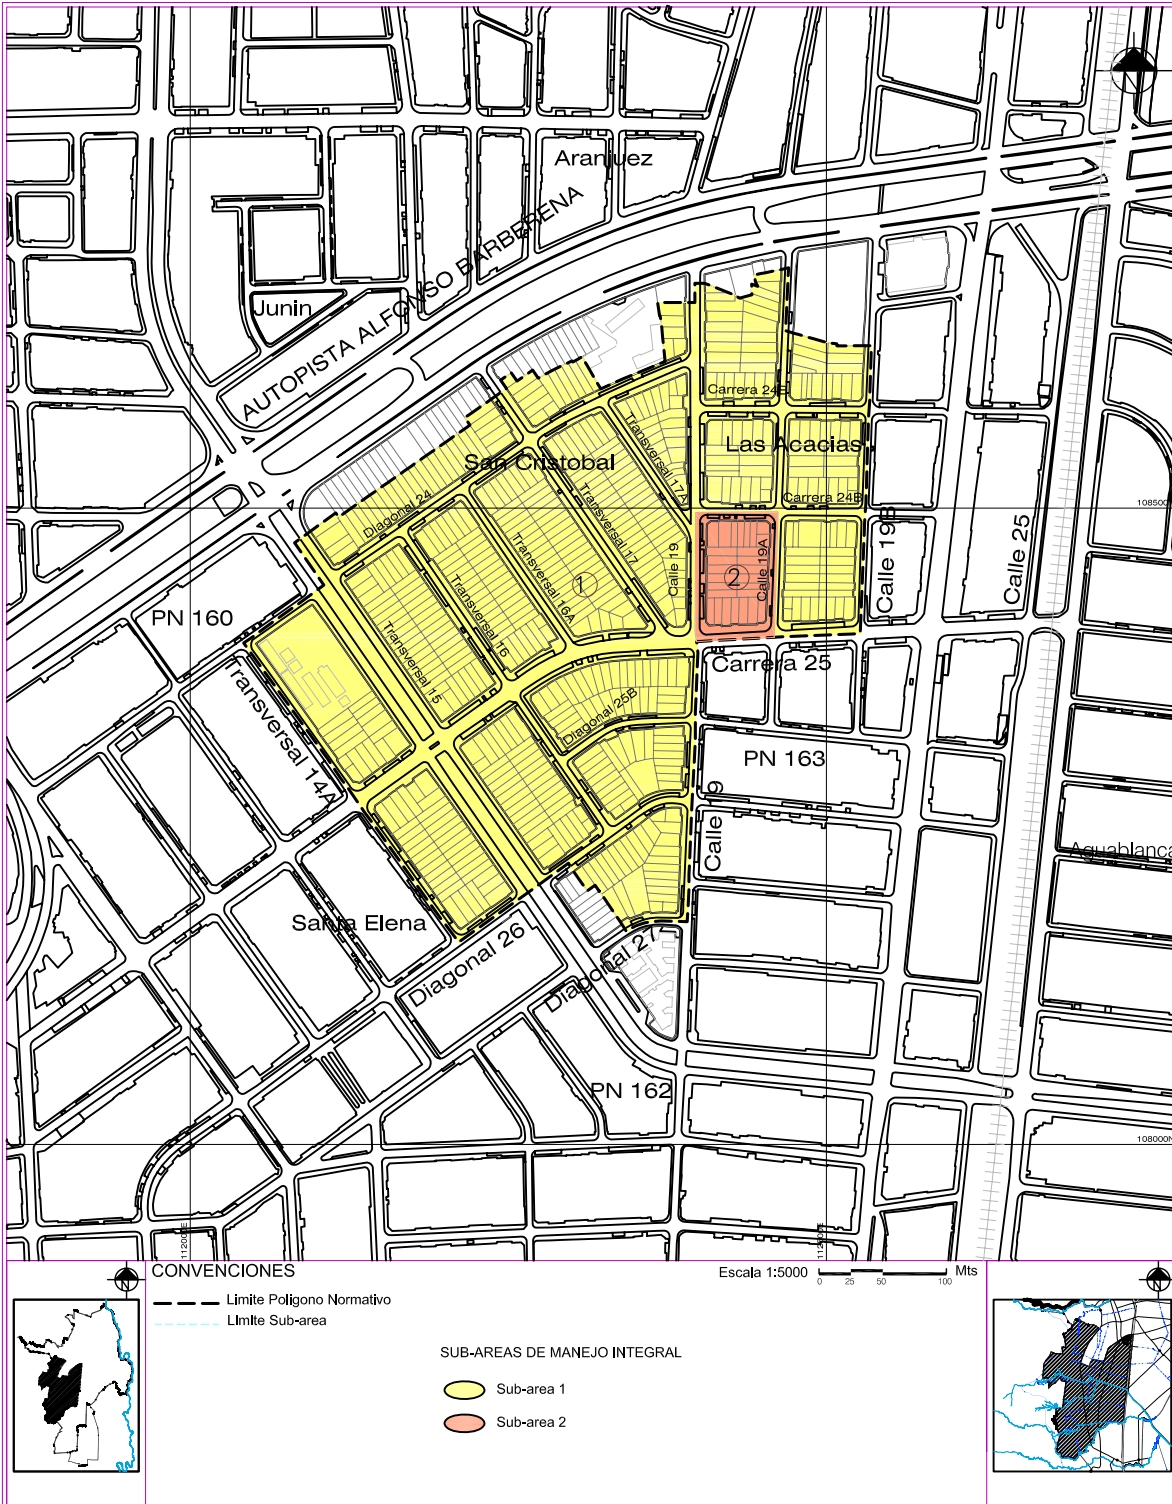 N
Aranjuez
AUTOPISTA ALFONSO BARBERENA
Junin
Carrera 24E
San Cristobal
Transversal 17A
Las Acacias
Carrera 24B
Diagonal 24
Transversal 17
108500N
Transversal 16A
Calle 19
Calle 19A
Calle 19B
Calle 25
1
2
PN 160
Transversal 16
Transversal 15
Carrera 25
Transversal 14A
Diagonal 25B
PN 163
Calle 19
Aguablanca
Santa Elena
Diagonal 26
Diagonal 27
PN 162
108000N
CONVENCIONES
Limite Poligono Normativo
LImite Sub-area
Escala 1:5000
0 25 50 100 Mts
SUB-AREAS DE MANEJO INTEGRAL
Sub-area 1
Sub-area 2
N
N